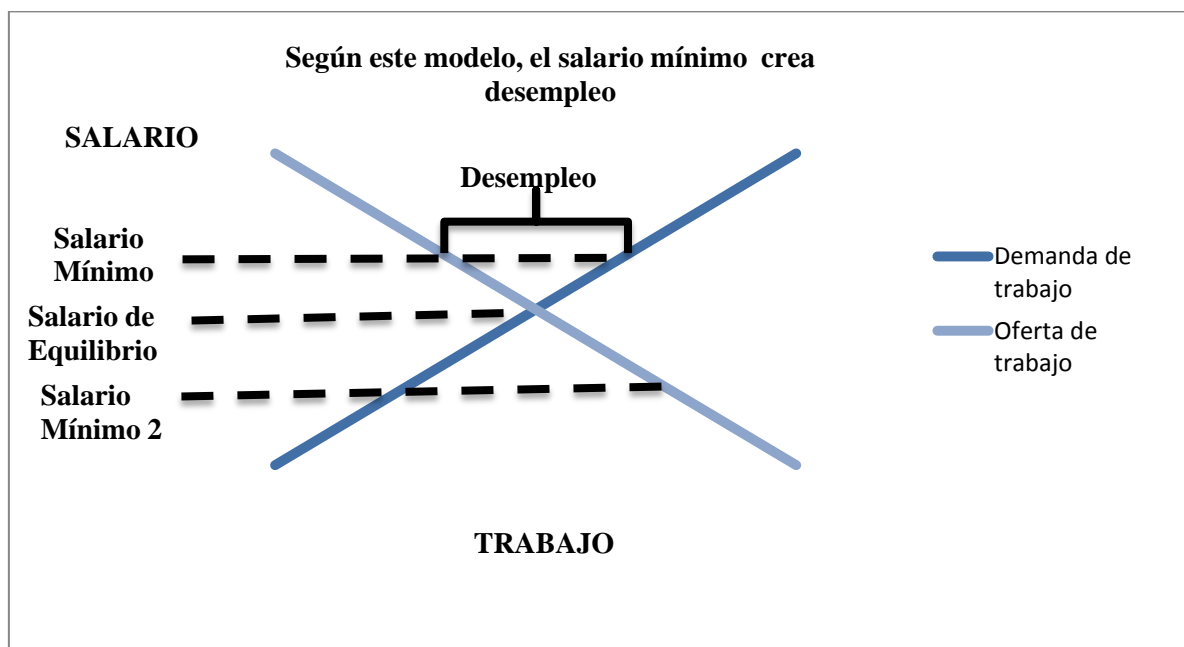 Según este modelo, el salario mínimo crea
desempleo
SALARIO
Desempleo
Salario
Mínimo
Salario de
Equilibrio
Salario
Mínimo 2
Demanda de
trabajo
Oferta de
trabajo
TRABAJO